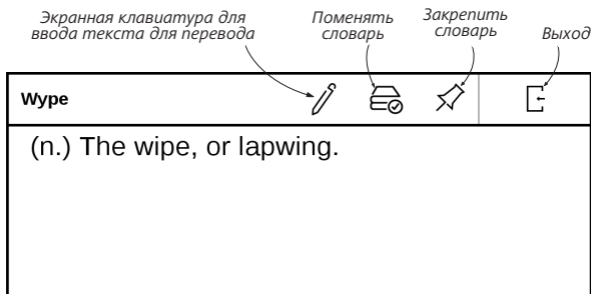 Экранная клавиатура для
ввода текста для перевода
Поменять
словарь
Закрепить
словарь
Выход
Wype
(n.) The wipe, or lapwing.